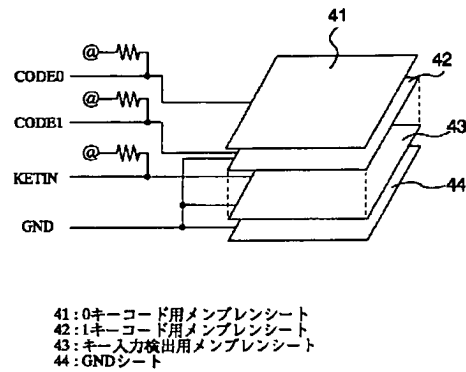 41
@
CODE0
42
@
CODE1
43
@
KETIN
44
GND
41:0キーコード用メンブレンシート
42:1キーコード用メンブレンシート
43:キー入力検出用メンブレンシート
44:GNDシート